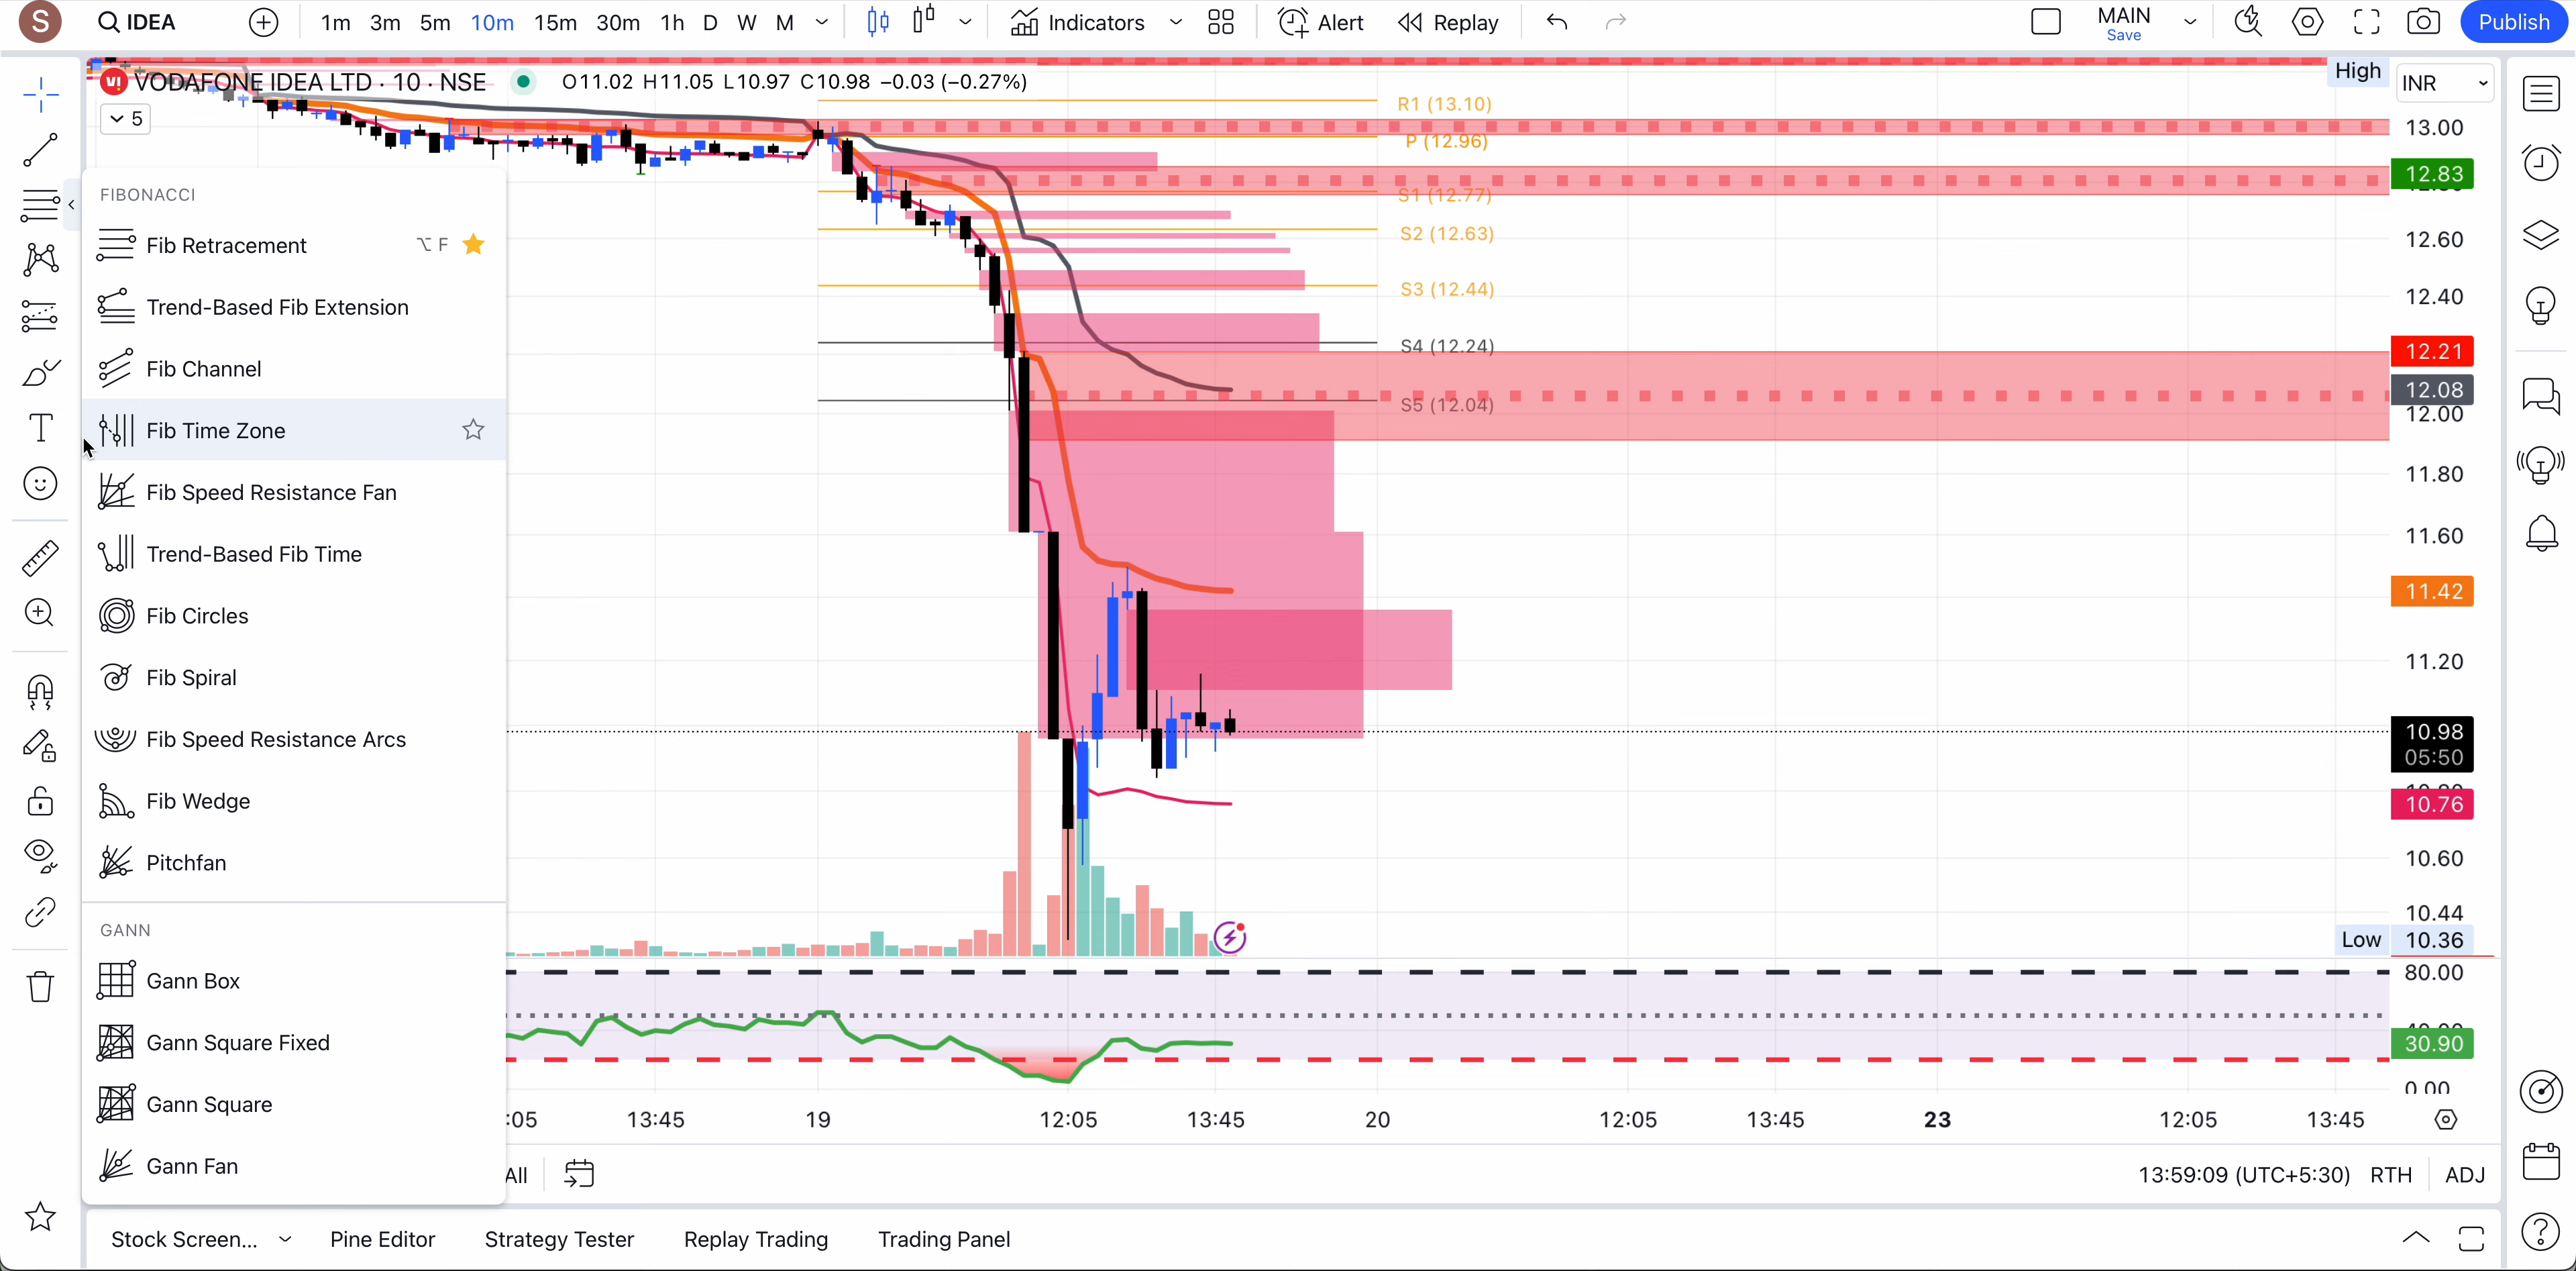 S
IDEA
1m 3m 5m 10m 15m 30m 1h D W M
Indicators
Alert
Replay
MAIN
Save
Publish
VODAFONE IDEA LTD · 10 · NSE
O11.02 H11.05 L10.97 C10.98 −0.03 (−0.27%)
5
High
INR
R1 (13.10)
P (12.96)
S1 (12.77)
S2 (12.63)
S3 (12.44)
S4 (12.24)
S5 (12.04)
13.00
12.83
12.60
12.40
12.21
12.08
12.00
11.80
11.60
11.42
11.20
10.98
05:50
10.76
10.60
10.44
Low 10.36
80.00
30.90
0.00
FIBONACCI
Fib Retracement ⌥ F
Trend-Based Fib Extension
Fib Channel
Fib Time Zone
Fib Speed Resistance Fan
Trend-Based Fib Time
Fib Circles
Fib Spiral
Fib Speed Resistance Arcs
Fib Wedge
Pitchfan
GANN
Gann Box
Gann Square Fixed
Gann Square
Gann Fan
:05 13:45 19 12:05 13:45 20 12:05 13:45 23 12:05 13:45
All
13:59:09 (UTC+5:30) RTH ADJ
Stock Screen... Pine Editor Strategy Tester Replay Trading Trading Panel